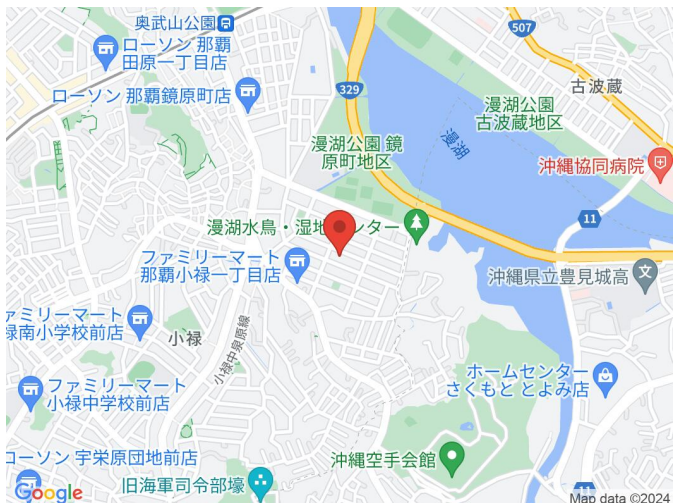 奥武山公園
ローソン 那覇
田原一丁目店
ローソン 那覇鏡原町店
507
古波蔵
329
漫湖公園
古波蔵地区
漫湖公園 鏡
原町地区
漫湖
沖縄協同病院
漫湖水鳥・湿地センター
11
ファミリーマート
那覇小禄一丁目店
11
沖縄県立豊見城高
ファミリーマート
禄南小学校前店
小禄
小禄中泉原線
ファミリーマート
小禄中学校前店
ホームセンター
さくもと とよみ店
沖縄空手会館
ローソン 宇栄原団地前店
旧海軍司令部壕
Google
Map data ©2024